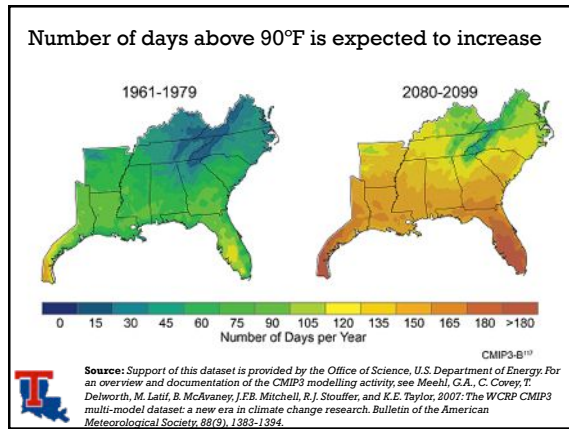 Number of days above 90°F is expected to increase
1961-1979
2080-2099
0 15 30 45 60 75 90 105 120 135 150 165 180 >180
Number of Days per Year
CMIP3-B¹¹⁷
Source: Support of this dataset is provided by the Office of Science, U.S. Department of Energy. For
an overview and documentation of the CMIP3 modelling activity, see Meehl, G.A., C. Covey, T.
Delworth, M. Latif, B. McAvaney, J.F.B. Mitchell, R.J. Stouffer, and K.E. Taylor, 2007: The WCRP CMIP3
multi-model dataset: a new era in climate change research. Bulletin of the American
Meteorological Society, 88(9), 1383-1394.